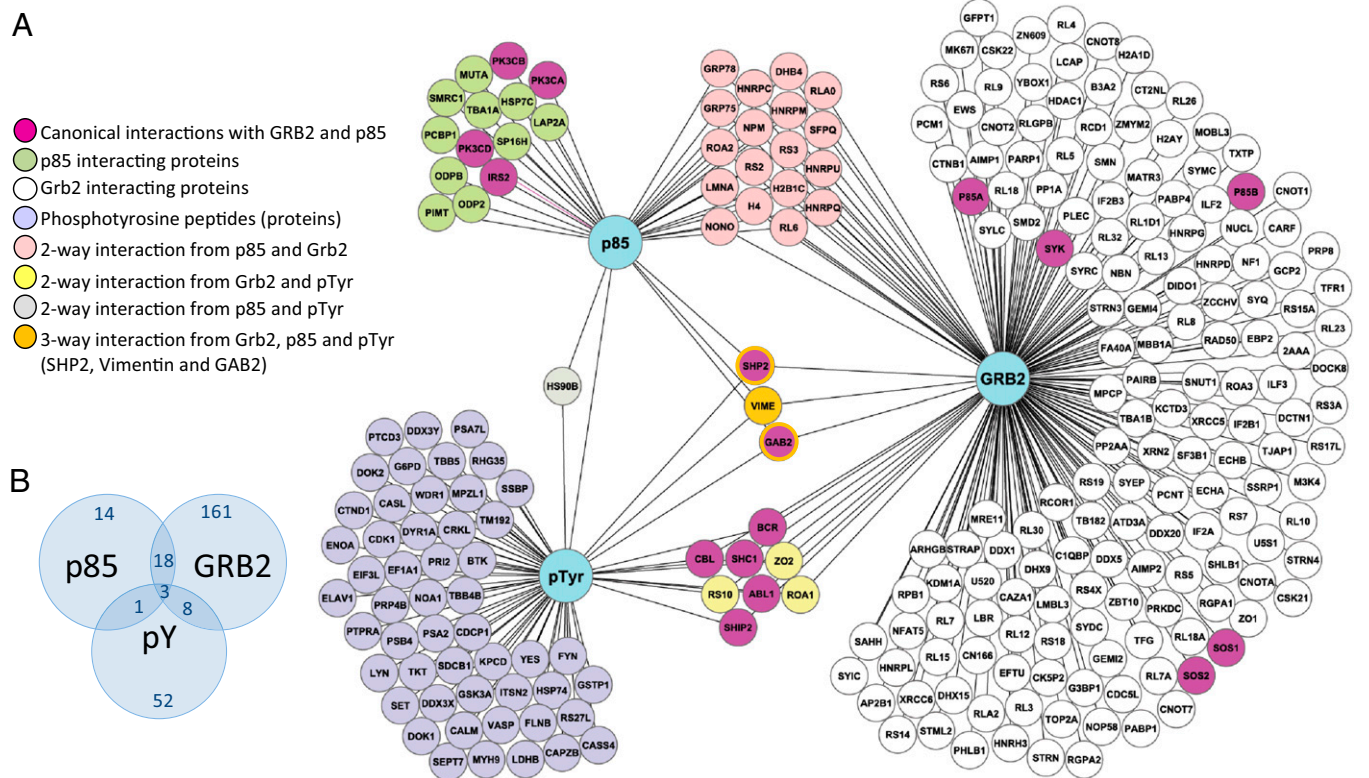 A
Canonical interactions with GRB2 and p85
p85 interacting proteins
Grb2 interacting proteins
Phosphotyrosine peptides (proteins)
2-way interaction from p85 and Grb2
2-way interaction from Grb2 and pTyr
2-way interaction from p85 and pTyr
3-way interaction from Grb2, p85 and pTyr
(SHP2, Vimentin and GAB2)
PK3CB
MUTA
PK3CA
SMRC1
TBA1A
HSP7C
LAP2A
PCBP1
SP16H
PK3CD
ODPB
IRS2
PIMT
ODP2
p85
GRP78
DHB4
HNRPC
RLA0
GRP75
HNRPM
NPM
SFPQ
ROA2
RS3
RS2
HNRPU
LMNA
H2B1C
H4
HNRPQ
NONO
RL6
HS90B
SHP2
VIME
GAB2
GRB2
pTyr
BCR
CBL
SHC1
ZO2
RS10
ABL1
ROA1
SHIP2
PTCD3
DDX3Y
PSA7L
DOK2
G6PD
TBB5
RHG35
CASL
WDR1
MPZL1
SSBP
CTND1
DYR1A
CRKL
TM192
ENOA
CDK1
EIF3L
EF1A1
PRI2
BTK
ELAV1
PRP4B
NOA1
TBB4B
PTPRA
PSB4
PSA2
CDCP1
LYN
TKT
SDCB1
KPCD
YES
FYN
SET
DDX3X
GSK3A
ITSN2
HSP74
GSTP1
DOK1
CALM
VASP
FLNB
RS27L
SEPT7
MYH9
LDHB
CAPZB
CASS4
GFPT1
RL4
ZN609
MK67I
CSK22
CNOT8
H2A1D
LCAP
RS6
RL9
YBOX1
B3A2
CT2NL
RL26
EWS
HDAC1
PCM1
CNOT2
RLGPB
RCD1
ZMYM2
MOBL3
H2AY
TXTP
CTNB1
AIMP1
PARP1
RL5
SMN
SYMC
MATR3
P85A
RL18
PP1A
PABP4
P85B
CNOT1
IF2B3
ILF2
SYLC
SMD2
PLEC
RL1D1
HNRPG
NUCL
CARF
SYK
RL32
RL13
PRP8
SYRC
NBN
HNRPD
NF1
GCP2
TFR1
DIDO1
STRN3
GEMI4
ZCCHV
SYQ
RS15A
RL8
RL23
FA40A
MBB1A
RAD50
EBP2
2AAA
DOCK8
MPCP
PAIRB
SNUT1
ROA3
ILF3
RS3A
TBA1B
KCTD3
XRCC5
IF2B1
DCTN1
RS17L
PP2AA
XRN2
SF3B1
ECHB
TJAP1
RS19
SYEP
PCNT
ECHA
SSRP1
M3K4
RCOR1
MRE11
RL30
TB182
ATD3A
IF2A
RS7
RL10
DDX20
U5S1
ARHGB
STRAP
DDX1
C1QBP
DDX5
STRN4
DHX9
AIMP2
RS5
SHLB1
CNOTA
RPB1
KDM1A
U520
CAZA1
RS4X
ZBT10
PRKDC
RGPA1
CSK21
LMBL3
ZO1
NFAT5
RL7
LBR
RL12
RS18
SYDC
TFG
RL18A
SOS1
SAHH
RL15
CN166
GEMI2
SYIC
HNRPL
EFTU
CK5P2
RL7A
SOS2
AP2B1
XRCC6
DHX15
G3BP1
CDC5L
RLA2
RL3
CNOT7
RS14
STML2
TOP2A
NOP58
PABP1
PHLB1
HNRH3
STRN
RGPA2
B
14
161
p85
18
GRB2
3
1
8
pY
52